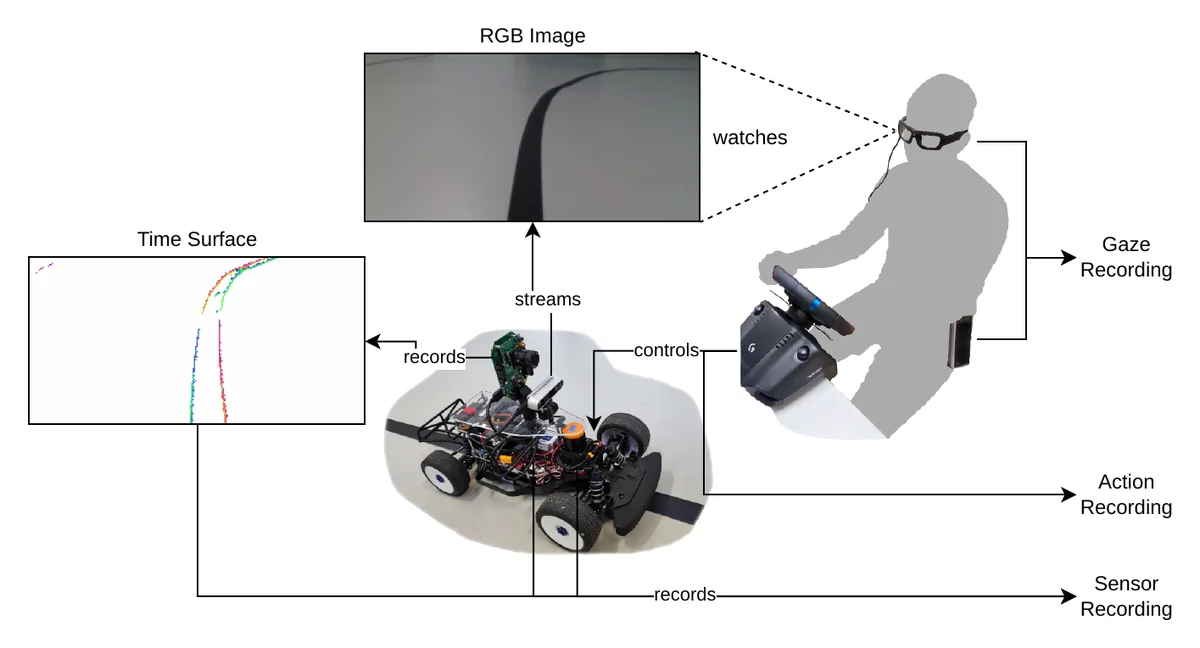 RGB Image
watches
Time Surface
Gaze
Recording
streams
records
controls
Action
Recording
records
Sensor
Recording